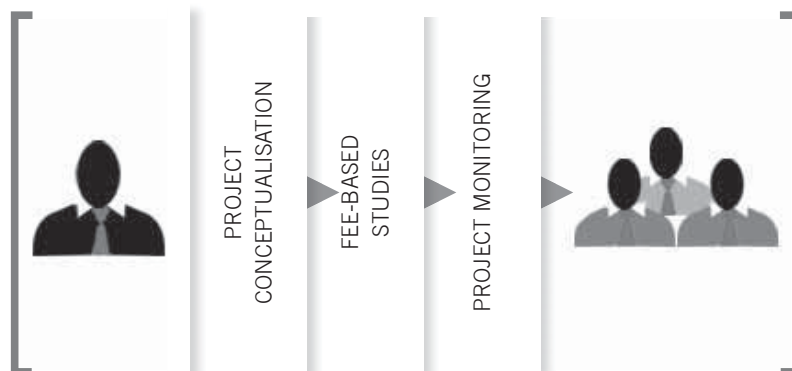 PROJECT
CONCEPTUALISATION
FEE-BASED
STUDIES
PROJECT MONITORING